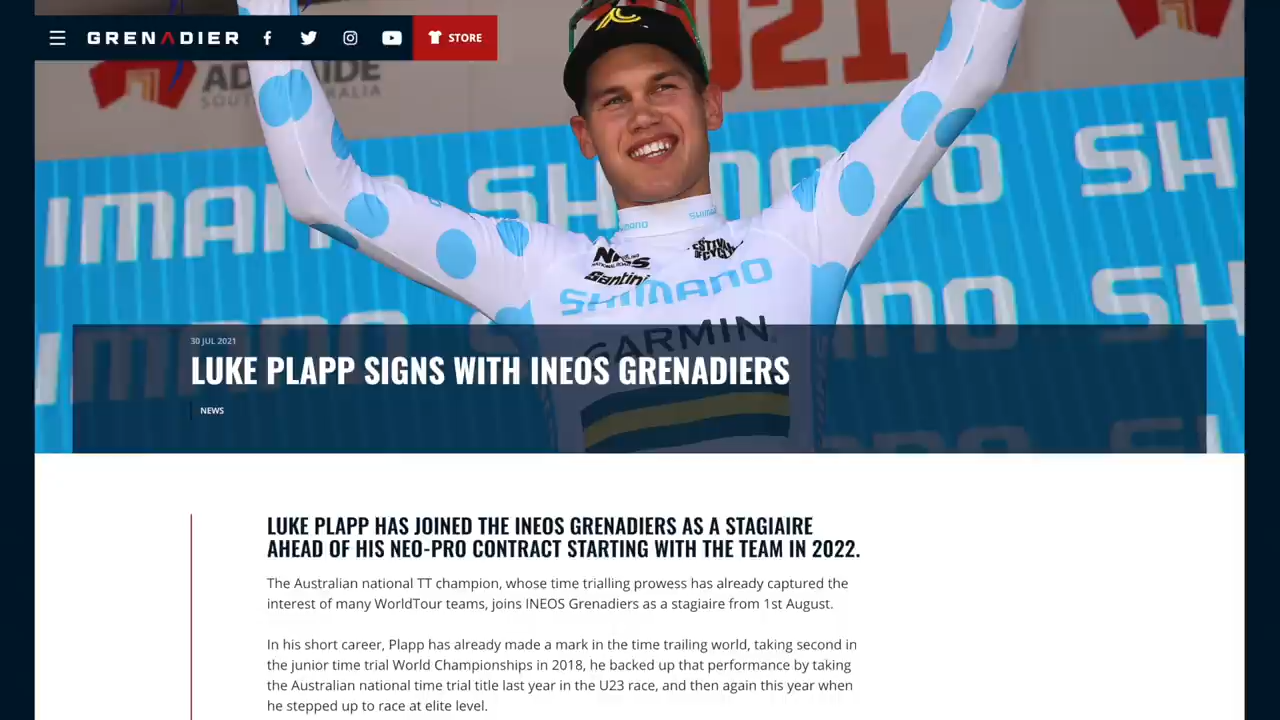 GRENADIER
STORE
ADELAIDE
SOUTH AUSTRALIA
2021
SHIMANO
SHIMANO
SH
SHIMANO
GARMIN
Santini
FESTIVAL
OF CYCLING
30 JUL 2021
LUKE PLAPP SIGNS WITH INEOS GRENADIERS
NEWS
LUKE PLAPP HAS JOINED THE INEOS GRENADIERS AS A STAGIAIRE
AHEAD OF HIS NEO-PRO CONTRACT STARTING WITH THE TEAM IN 2022.
The Australian national TT champion, whose time trialling prowess has already captured the
interest of many WorldTour teams, joins INEOS Grenadiers as a stagiaire from 1st August.
In his short career, Plapp has already made a mark in the time trailing world, taking second in
the junior time trial World Championships in 2018, he backed up that performance by taking
the Australian national time trial title last year in the U23 race, and then again this year when
he stepped up to race at elite level.